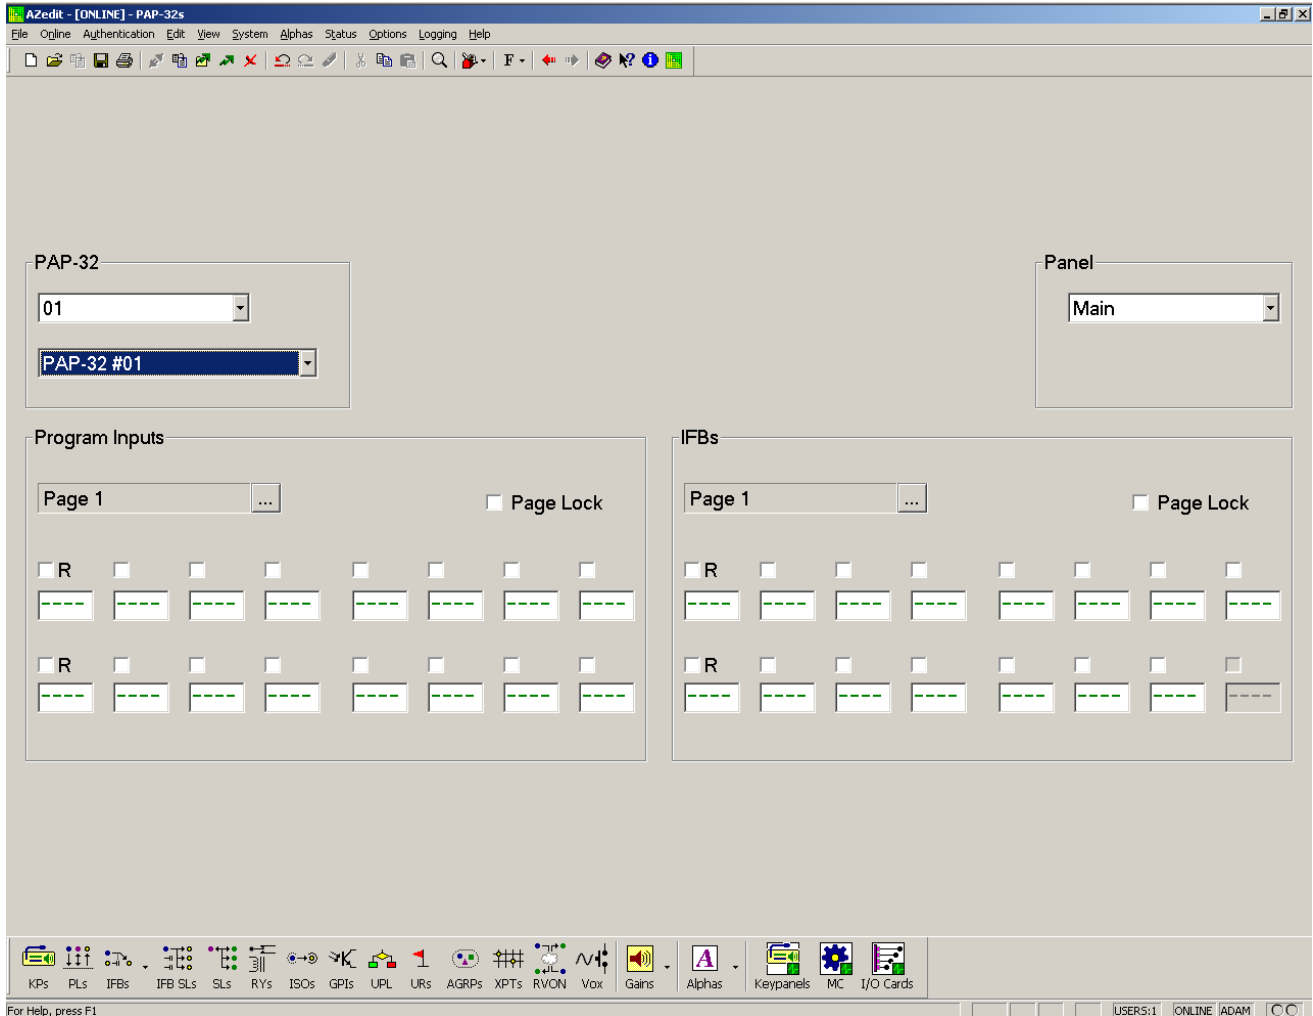 AZedit - [ONLINE] - PAP-32s
File Online Authentication Edit View System Alphas Status Options Logging Help
F
PAP-32
Panel
01
Main
PAP-32 #01
Program Inputs
IFBs
Page 1 ... Page Lock
Page 1 ... Page Lock
R
R
---- ---- ---- ---- ---- ---- ---- ----
---- ---- ---- ---- ---- ---- ---- ----
R
R
---- ---- ---- ---- ---- ---- ---- ----
---- ---- ---- ---- ---- ---- ---- ----
A
KPs PLs IFBs IFB SLs SLs RYs ISOs GPIs UPL URs AGRPs XPTs RVON Vox Gains Alphas Keypanels MC I/O Cards
For Help, press F1
USERS:1 ONLINE ADAM